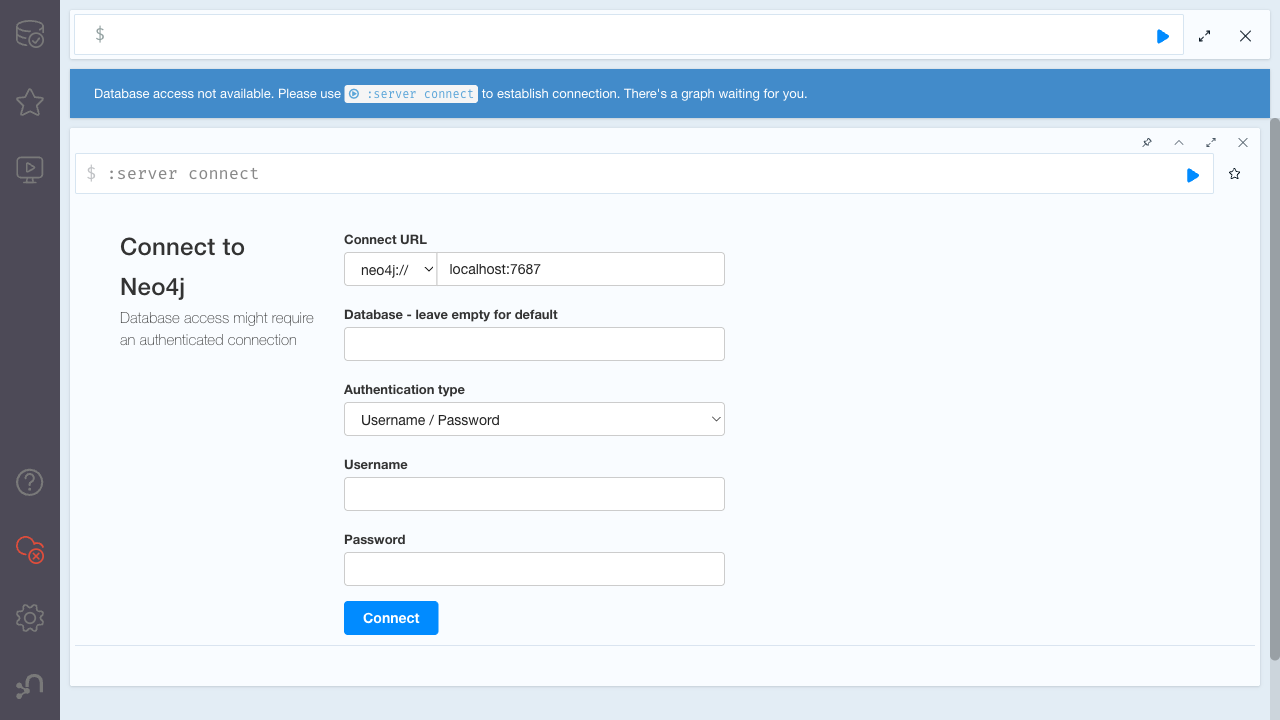 $
Database access not available. Please use :server connect to establish connection. There's a graph waiting for you.
$ :server connect
Connect to
Neo4j
Database access might require
an authenticated connection
Connect URL
neo4j:// localhost:7687
Database - leave empty for default
Authentication type
Username / Password
Username
Password
Connect